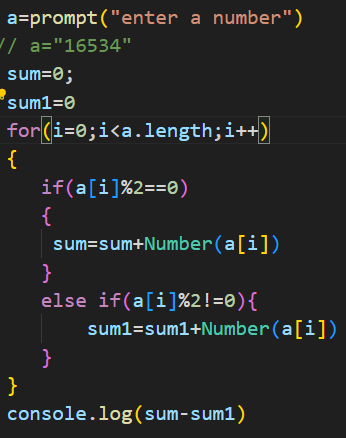 a=prompt("enter a number")
// a="16534"
sum=0;
sum1=0
for(i=0;i<a.length;i++)
{
if(a[i]%2==0)
{
sum=sum+Number(a[i])
}
else if(a[i]%2!=0){
sum1=sum1+Number(a[i])
}
}
console.log(sum-sum1)